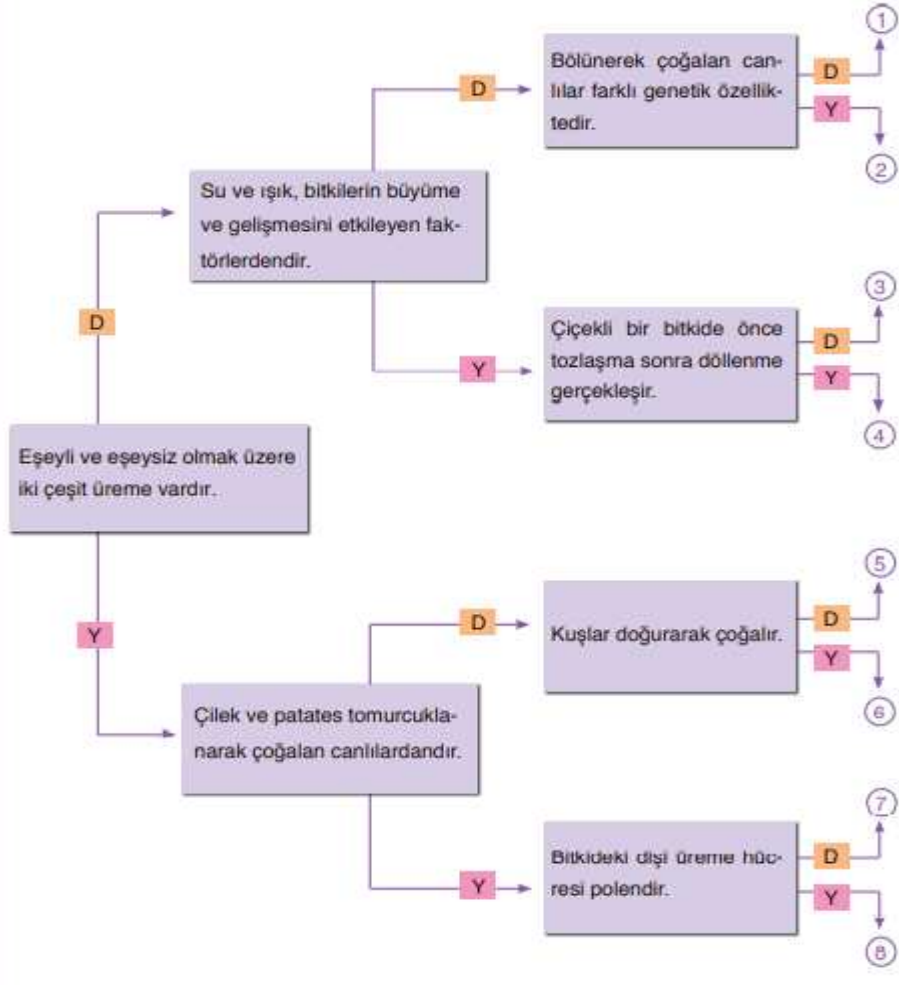 1
Bölünerek çoğalan can-
lılar farklı genetik özellik-
tedir.
D
D
Y
2
Su ve ışık, bitkilerin büyüme
ve gelişmesini etkileyen fak-
törlerdendir.
3
D
Çiçekli bir bitkide önce
tozlaşma sonra döllenme
gerçekleşir.
D
Y
Y
4
Eşeyli ve eşeysiz olmak üzere
iki çeşit üreme vardır.
5
Y
D
Kuşlar doğurarak çoğalır.
D
Y
6
Çilek ve patates tomurcukla-
narak çoğalan canlılardandır.
7
Bitkideki dişi üreme hüc-
resi polendir.
D
Y
Y
8